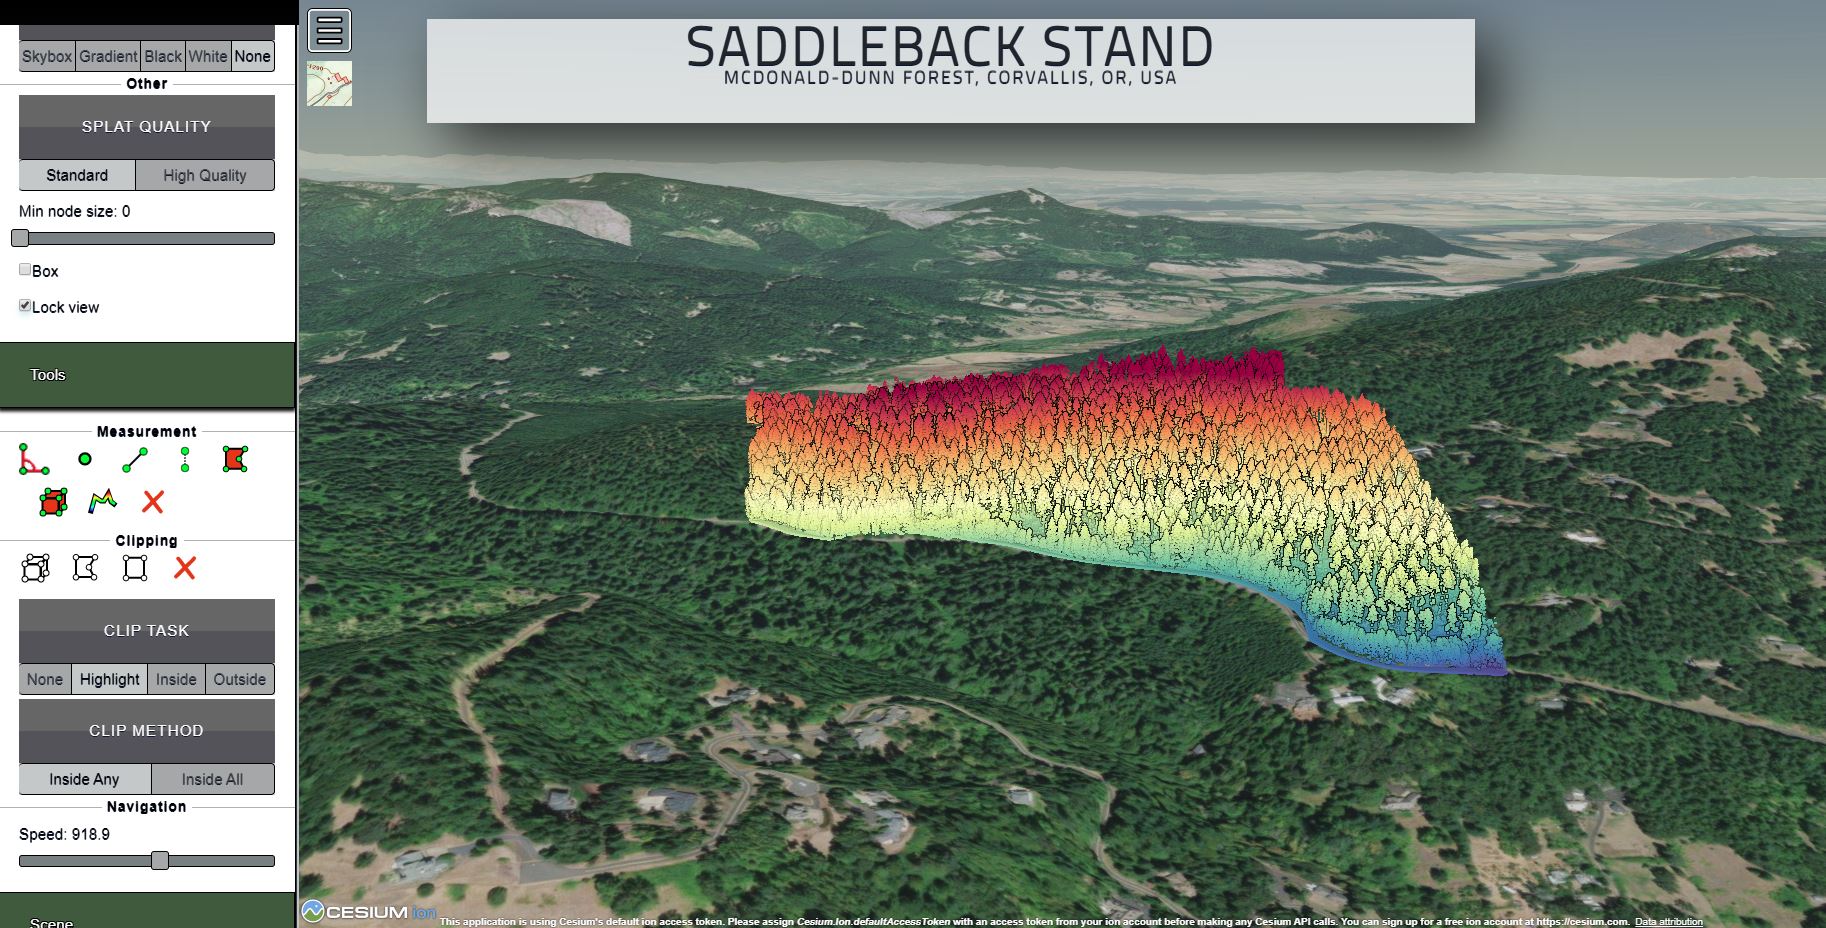 SADDLEBACK STAND
MCDONALD-DUNN FOREST, CORVALLIS, OR, USA
Skybox Gradient Black White None
Other
SPLAT QUALITY
Standard High Quality
Min node size: 0
Box
Lock view
Tools
Measurement
Clipping
CLIP TASK
None Highlight Inside Outside
CLIP METHOD
Inside Any Inside All
Navigation
Speed: 918.9
Scene
1200
CESIUM ion
This application is using Cesium's default ion access token. Please assign Cesium.Ion.defaultAccessToken with an access token from your ion account before making any Cesium API calls. You can sign up for a free ion account at https://cesium.com. Data attribution